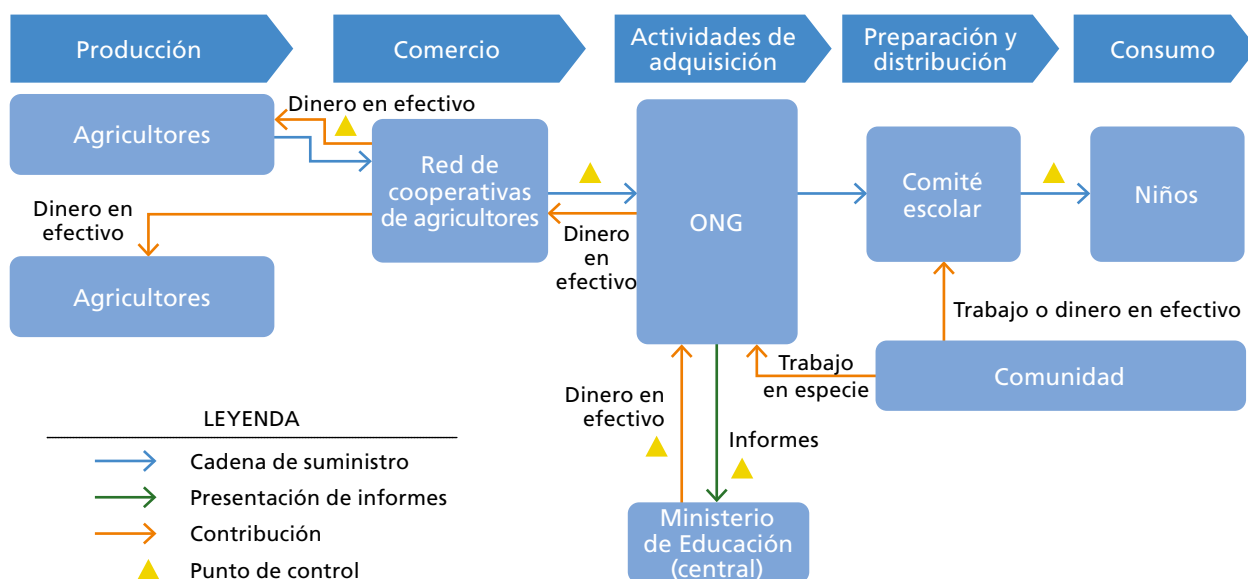 Producción
Comercio
Actividades de
adquisición
Preparación y
distribución
Consumo
Agricultores
Dinero en efectivo
Red de
cooperativas
de agricultores
ONG
Comité
escolar
Niños
Dinero en
efectivo
Agricultores
Dinero
en
efectivo
Trabajo o dinero en efectivo
Comunidad
Trabajo
en especie
Dinero en
efectivo
Informes
Ministerio
de Educación
(central)
LEYENDA
Cadena de suministro
Presentación de informes
Contribución
Punto de control